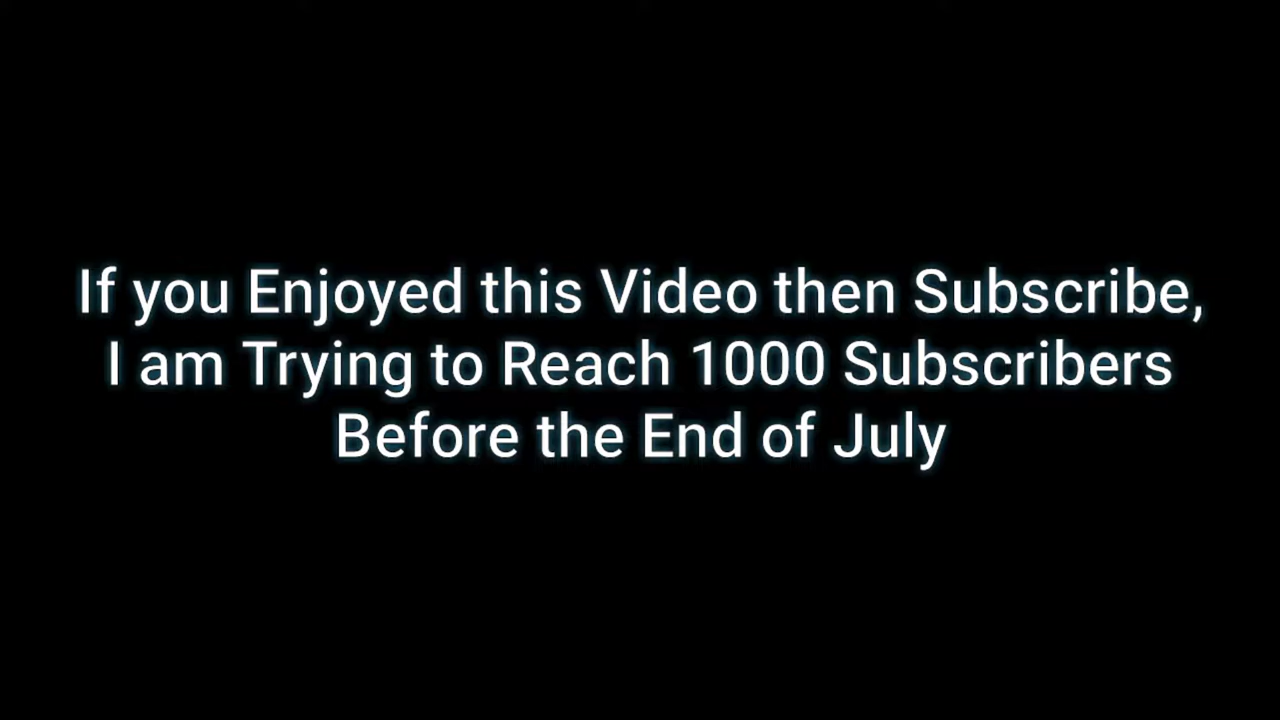 If you Enjoyed this Video then Subscribe,
I am Trying to Reach 1000 Subscribers
Before the End of July